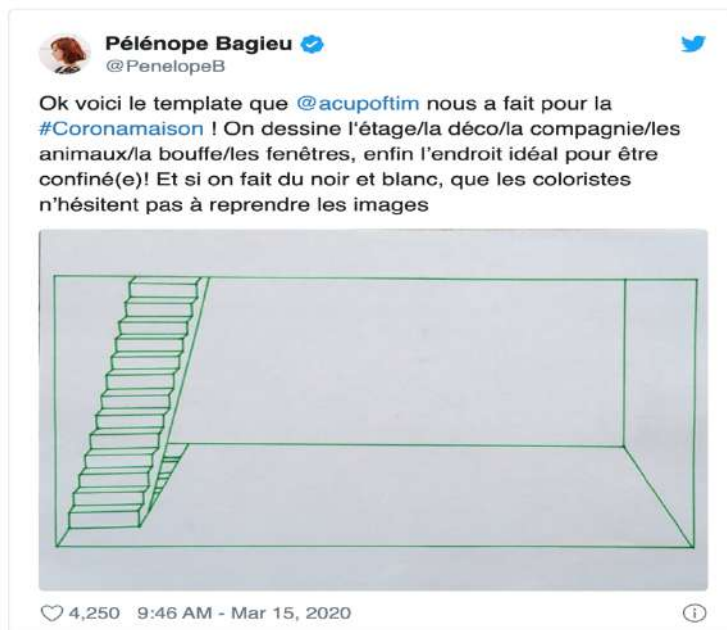 Pélénope Bagieu
@PenelopeB
Ok voici le template que @acupoftim nous a fait pour la
#Coronamaison ! On dessine l'étage/la déco/la compagnie/les
animaux/la bouffe/les fenêtres, enfin l'endroit idéal pour être
confiné(e)! Et si on fait du noir et blanc, que les coloristes
n'hésitent pas à reprendre les images
4,250 9:46 AM - Mar 15, 2020